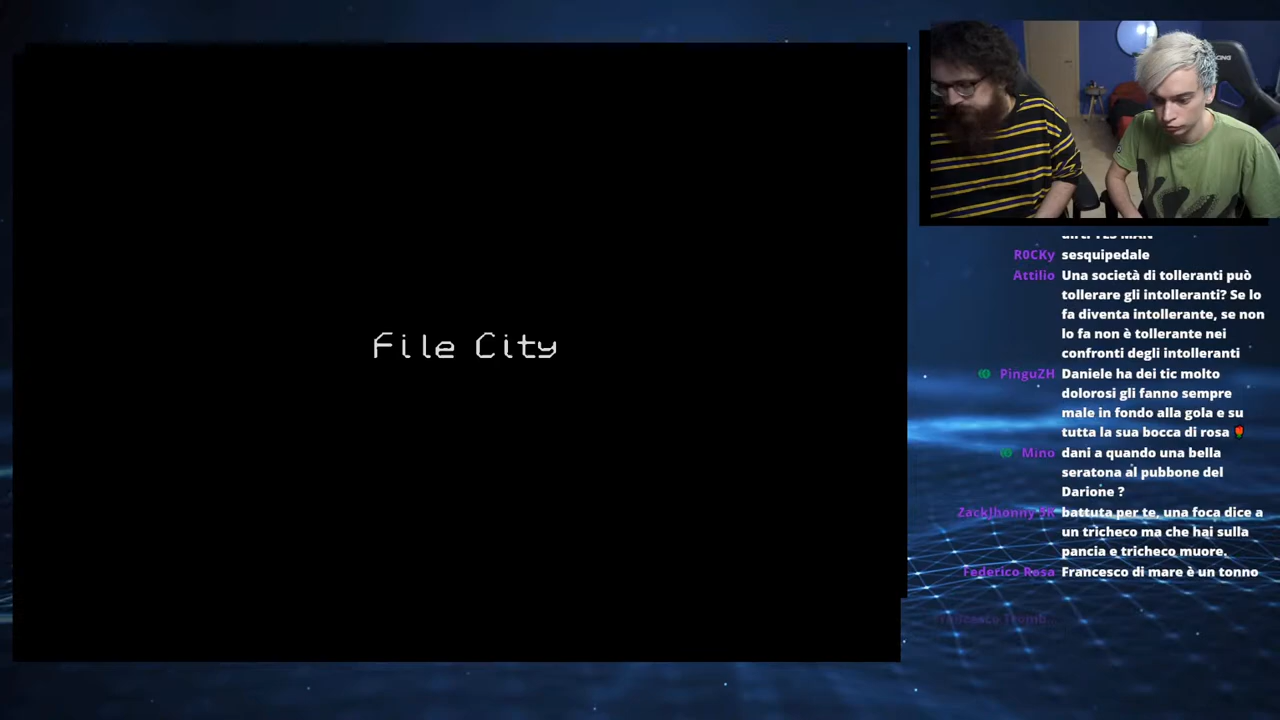 File City
R0CKy sesquipedale
Attilio Una società di tolleranti può
tollerare gli intolleranti? Se lo
fa diventa intollerante, se non
lo fa non è tollerante nei
confronti degli intolleranti
PinguZH Daniele ha dei tic molto
dolorosi gli fanno sempre
male in fondo alla gola e su
tutta la sua bocca di rosa🌹
Mino dani a quando una bella
seratona al pubbone del
Darione ?
ZackJhonny SR battuta per te, una foca dice a
un tricheco ma che hai sulla
pancia e tricheco muore.
Federico Rosa Francesco di mare è un tonno